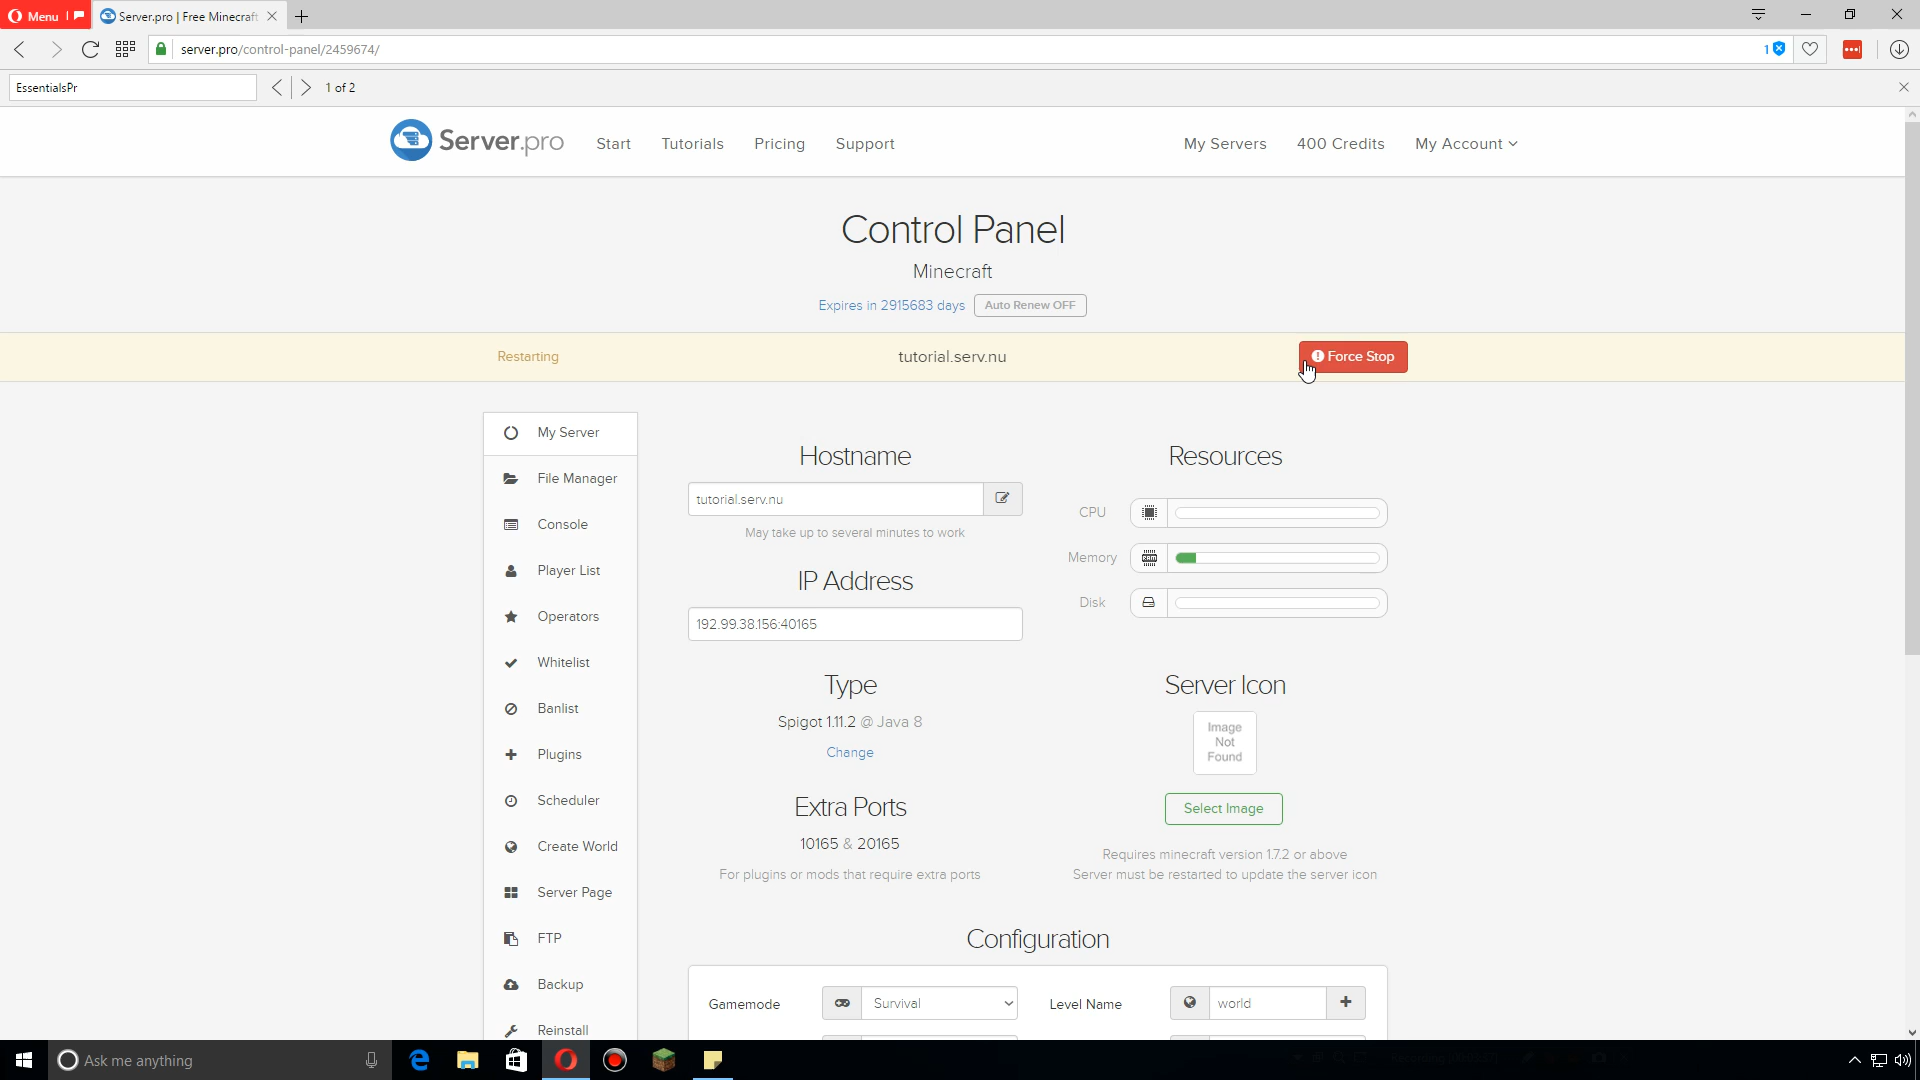 Menu
Server.pro | Free Minecraft
server.pro/control-panel/2459674/
1
EssentialsPr
1 of 2
Server.pro
Start
Tutorials
Pricing
Support
My Servers
400 Credits
My Account
Control Panel
Minecraft
Expires in 2915683 days
Auto Renew OFF
Restarting
tutorial.serv.nu
Force Stop
My Server
File Manager
Console
Player List
Operators
Whitelist
Banlist
Plugins
Scheduler
Create World
Server Page
FTP
Backup
Reinstall
Hostname
tutorial.serv.nu
May take up to several minutes to work
IP Address
192.99.38.156:40165
Type
Spigot 1.11.2 @ Java 8
Change
Extra Ports
10165 & 20165
For plugins or mods that require extra ports
Resources
CPU
Memory
Disk
Server Icon
Image
Not
Found
Select Image
Requires minecraft version 1.7.2 or above
Server must be restarted to update the server icon
Configuration
Gamemode
Survival
Level Name
world
Ask me anything